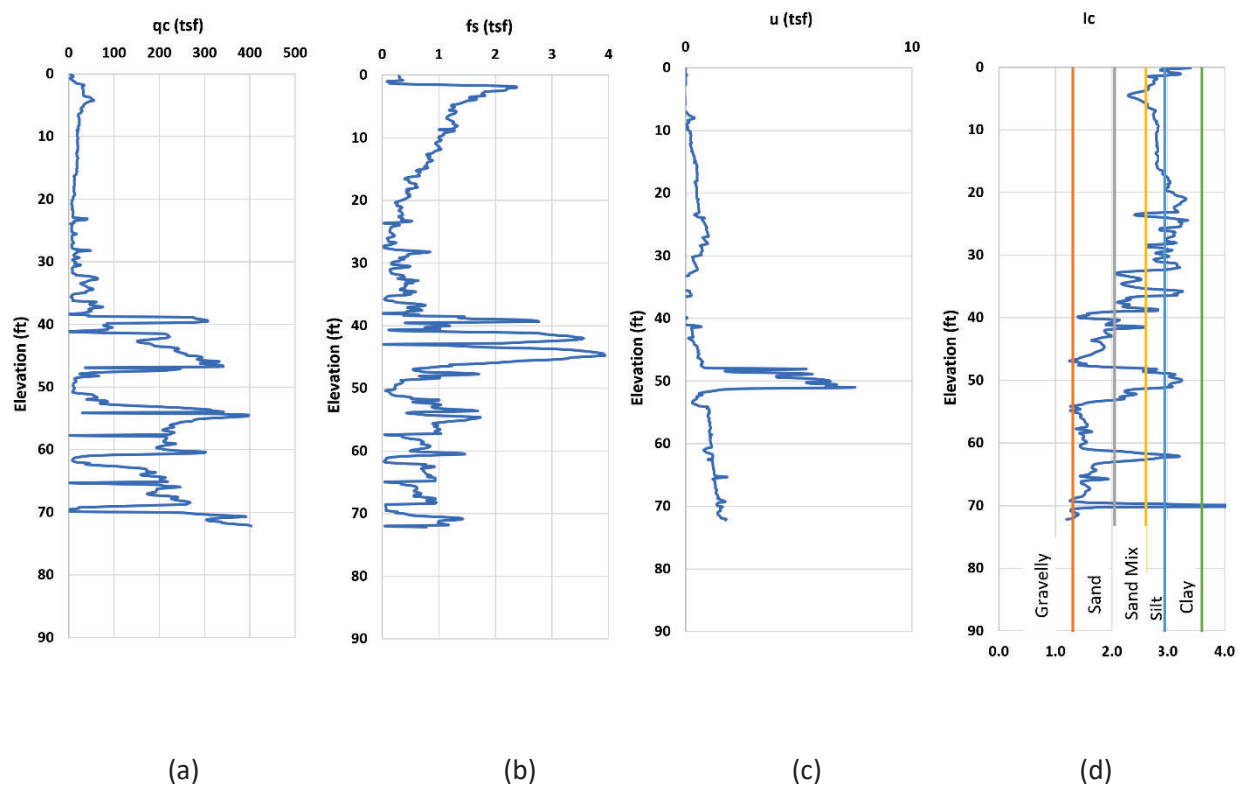 qc (tsf)
0 100 200 300 400 500
0
10
20
30
40
50
60
70
80
90
Elevation (ft)
(a)
fs (tsf)
0 1 2 3 4
0
10
20
30
40
50
60
70
80
90
Elevation (ft)
(b)
u (tsf)
0 10
0
10
20
30
40
50
60
70
80
90
Elevation (ft)
(c)
Ic
0
10
20
30
40
50
60
70
80
90
Elevation (ft)
Gravelly
Sand
Sand Mix
Silt
Clay
0.0 1.0 2.0 3.0 4.0
(d)